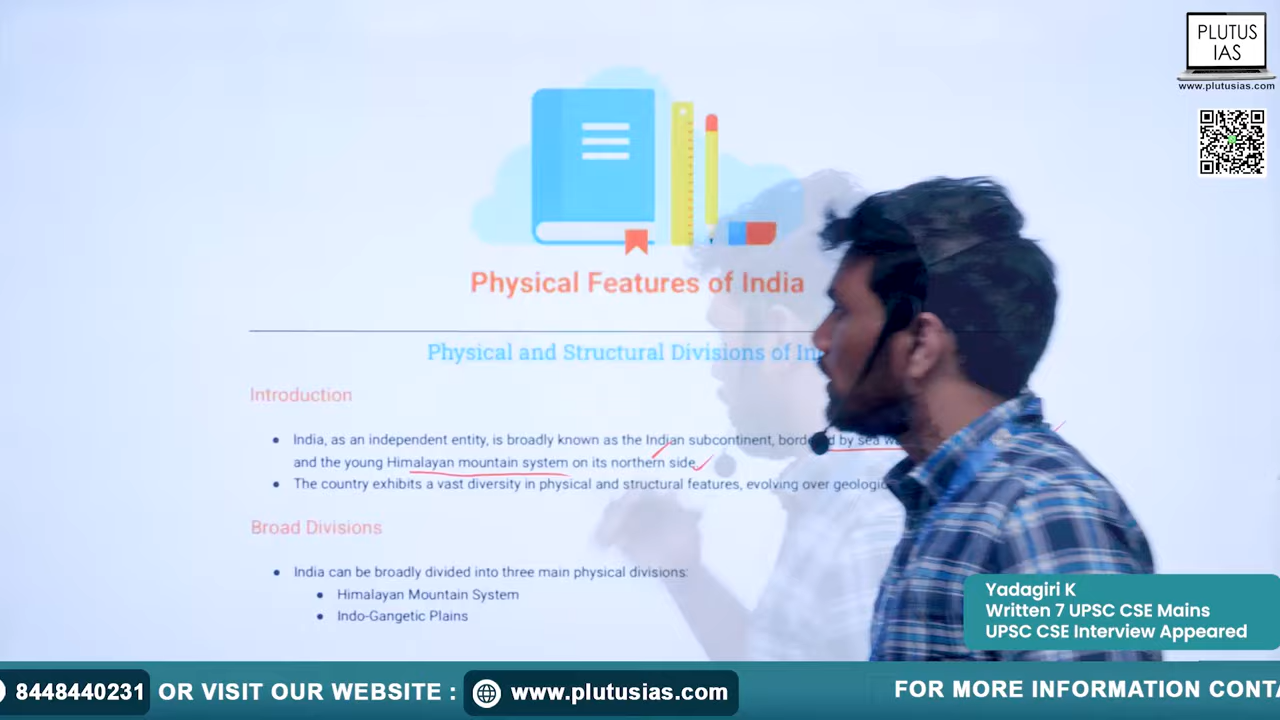 PLUTUS
IAS
www.plutusias.com
Physical Features of India
Physical and Structural Divisions of
Introduction
India, as an independent entity, is broadly known as the Indian subcontinent, by sea
and the young Himalayan mountain system on its northern side
The country exhibits a vast diversity in physical and structural features, evolving over
Broad Divisions
India can be broadly divided into three main physical divisions:
Himalayan Mountain System
Indo-Gangetic Plains
Yadagiri K
Written 7 UPSC CSE Mains
UPSC CSE Interview Appeared
8448440231 OR VISIT OUR WEBSITE : www.plutusias.com FOR MORE INFORMATION